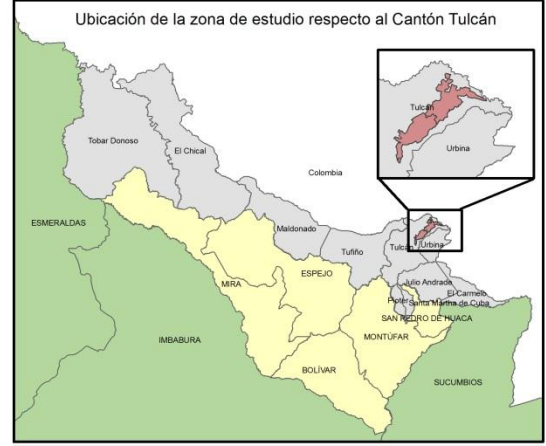 Ubicación de la zona de estudio respecto al Cantón Tulcán
Tulcán
Urbina
Tobar Donoso
El Chical
Colombia
ESMERALDAS
Maldonado
Tufiño
Tulcán
Urbina
MIRA
ESPEJO
Julio Andrade
El Carmelo
Pioter
Santa Martha de Cuba
SAN PEDRO DE HUACA
MONTÚFAR
IMBABURA
BOLÍVAR
SUCUMBIOS